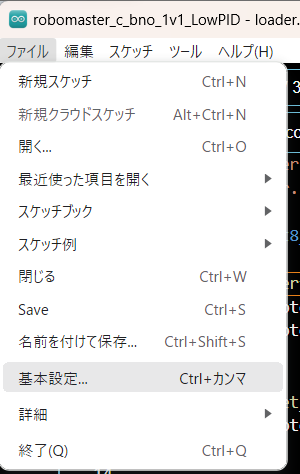 robomaster_c_bno_1v1_LowPID - loader.
ファイル 編集 スケッチ ツール ヘルプ(H)
新規スケッチ Ctrl+N
新規クラウドスケッチ Alt+Ctrl+N
開く... Ctrl+O
最近使った項目を開く
スケッチブック
スケッチ例
閉じる Ctrl+W
Save Ctrl+S
名前を付けて保存... Ctrl+Shift+S
基本設定... Ctrl+カンマ
詳細
終了(Q) Ctrl+Q